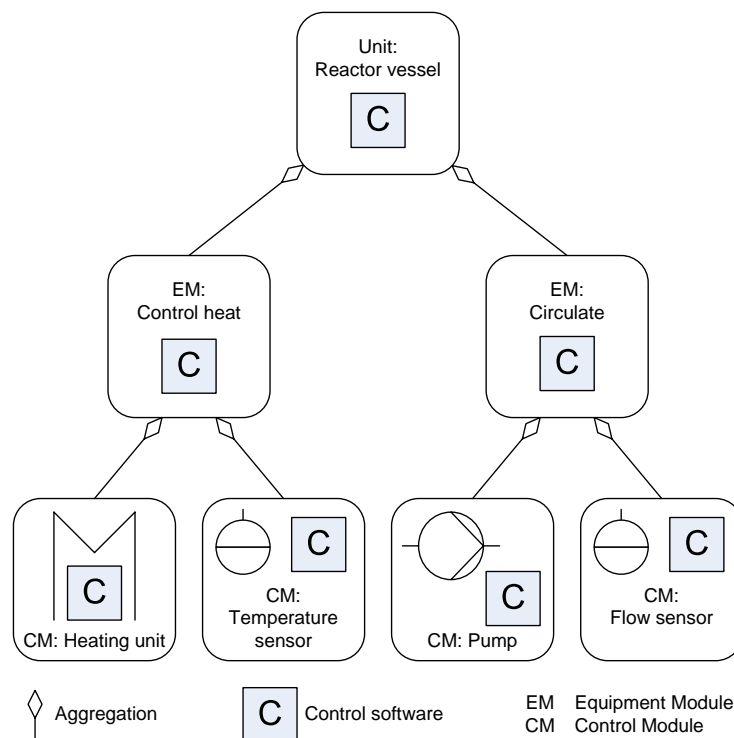 Unit:
Reactor vessel
C
EM:
Control heat
C
EM:
Circulate
C
C
CM: Heating unit
C
CM:
Temperature
sensor
C
CM: Pump
C
CM:
Flow sensor
Aggregation
C
Control software
EM Equipment Module
CM Control Module